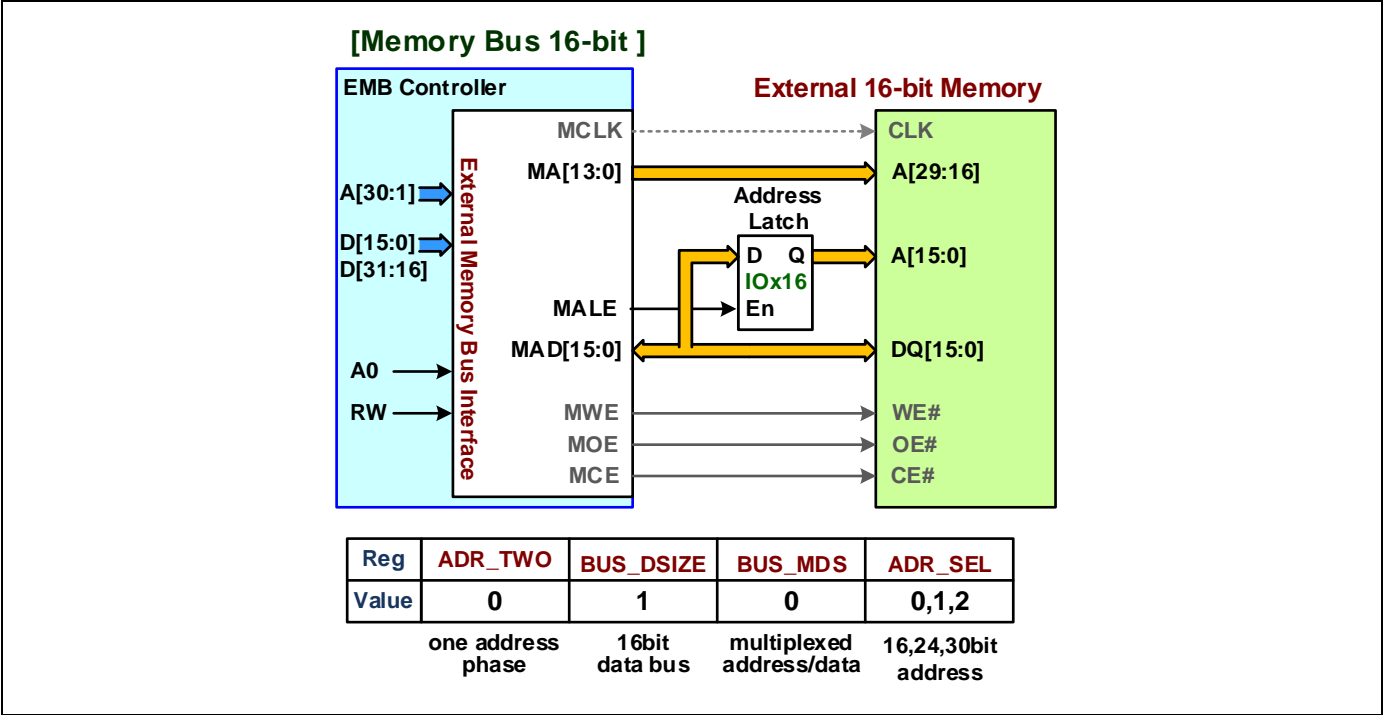 [Memory Bus 16-bit ]
EMB Controller
External 16-bit Memory
MCLK
CLK
MA[13:0]
A[29:16]
External Memory Bus Interface
A[30:1]
Address
Latch
D[15:0]
D[31:16]
D Q
IOx16
En
A[15:0]
MALE
MAD[15:0]
DQ[15:0]
A0
RW
MWE
WE#
MOE
OE#
MCE
CE#
Reg ADR_TWO BUS_DSIZE BUS_MDS ADR_SEL
Value 0 1 0 0,1,2
one address
phase
16bit
data bus
multiplexed
address/data
16,24,30bit
address